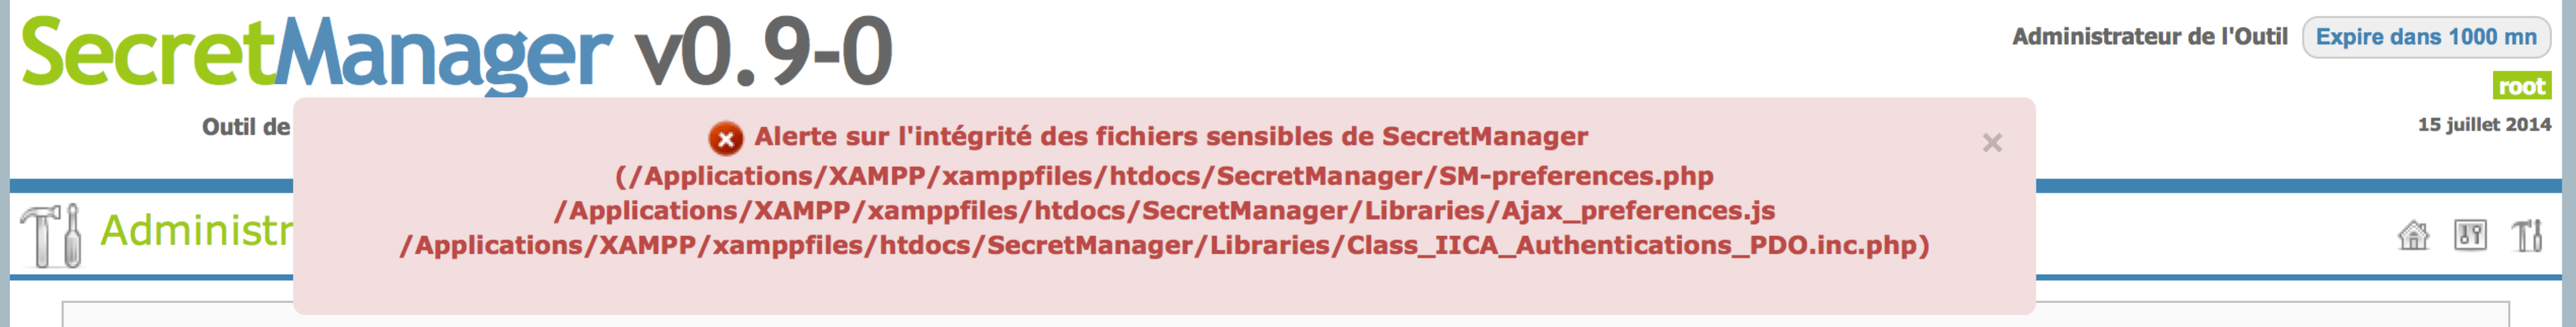 SecretManager v0.9-0
Administrateur de l'Outil Expire dans 1000 mn
root
Outil de
15 juillet 2014
Alerte sur l'intégrité des fichiers sensibles de SecretManager ×
(/Applications/XAMPP/xamppfiles/htdocs/SecretManager/SM-preferences.php
/Applications/XAMPP/xamppfiles/htdocs/SecretManager/Libraries/Ajax_preferences.js
/Applications/XAMPP/xamppfiles/htdocs/SecretManager/Libraries/Class_IICA_Authentications_PDO.inc.php)
Administr